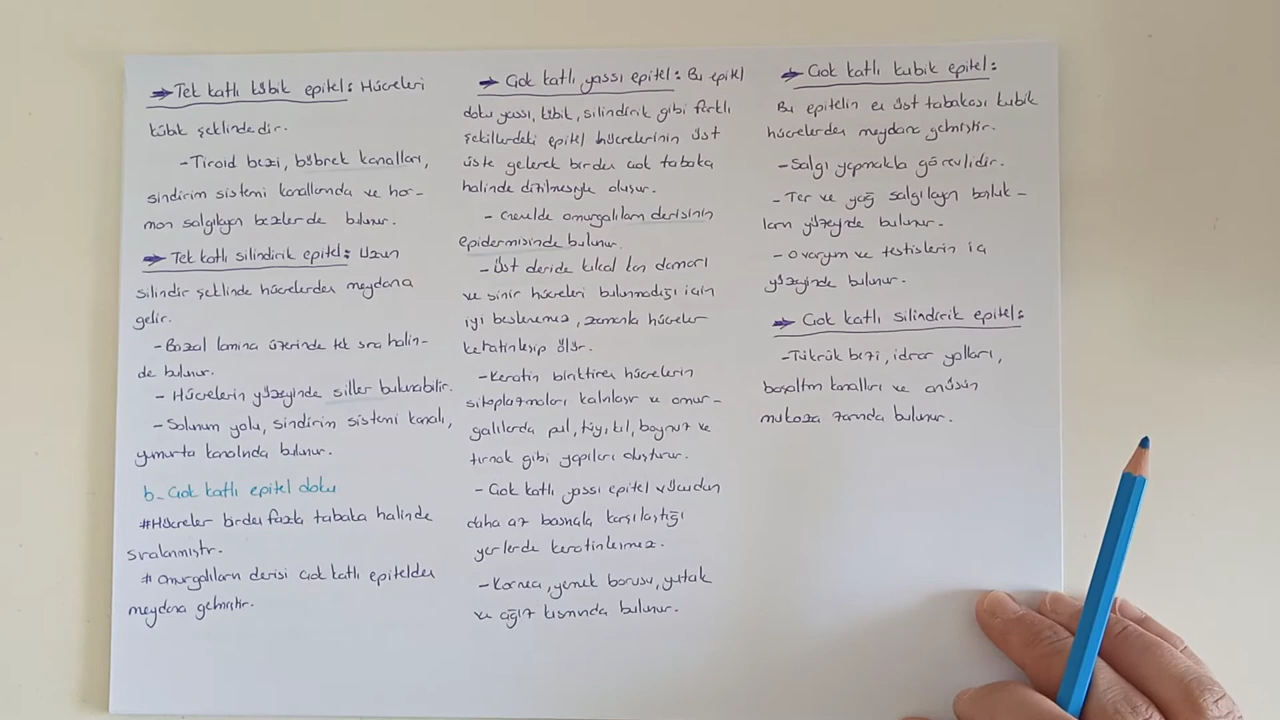 → Tek katlı kübik epitel: Hücreleri
kübik şeklindedir.
-Tiroid bezi, böbrek kanalları,
sindirim sistemi kanallarında ve hor-
mon salgılayan bezlerde bulunur.
→ Tek katlı silindirik epitel: Uzun
silindir şeklinde hücrelerden meydana
gelir.
-Bazal lamina üzerinde tek sıra halin-
de bulunur.
- Hücrelerin yüzeyinde siller bulunabilir.
- Solunum yolu, sindirim sistemi kanalı,
yumurta kanalında bulunur.
b- Çok katlı epitel doku
#Hücreler birden fazla tabaka halinde
sıralanmıştır.
# Omurgalıların derisi çok katlı epitelden
meydana gelmiştir.
→ Çok katlı yassı epitel: Bu epitel
doku yassı, kübik, silindirik gibi farklı
şekillerdeki epitel hücrelerinin üst
üste gelerek birden çok tabaka
halinde dizilmesiyle oluşur.
- Genelde omurgalıların derisinin
epidermisinde bulunur.
-Üst deride kılcal kan damarı
ve sinir hücreleri bulunmadığı için
iyi beslenemez, zamanla hücreler
keratinleşip ölür.
-Keratin biriktiren hücrelerin
sitoplazmaları kalınlaşır ve omur-
galılarda pul, tüy, kıl, boynuz ve
tırnak gibi yapıları oluşturur.
- Çok katlı yassı epitel vücudun
daha az basınçla karşılaştığı
yerlerde keratinleşmez.
-Kornea, yemek borusu, yutak
ve ağız kısmında bulunur.
→ Çok katlı kübik epitel:
Bu epitelin en üst tabakası kübik
hücrelerden meydana gelmiştir.
-Salgı yapmakla görevlidir.
- Ter ve yağ salgılayan boşluk-
ların yüzeyinde bulunur.
- Ovaryum ve testislerin iç
yüzeyinde bulunur.
→ Çok katlı silindirik epitel:
-Tükrük bezi, idrar yolları,
boşaltım kanalları ve anüsün
mukoza zarında bulunur.